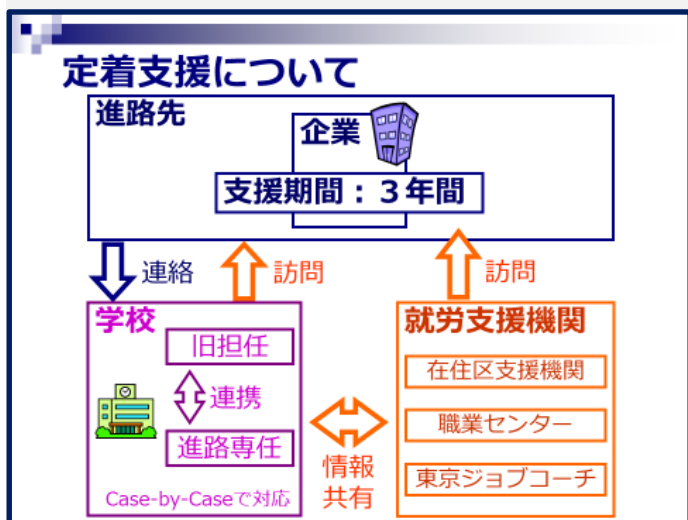 定着支援について
進路先
企業
支援期間：３年間
連絡
訪問
訪問
学校
旧担任
連携
進路専任
Case-by-Caseで対応
情報
共有
就労支援機関
在住区支援機関
職業センター
東京ジョブコーチ